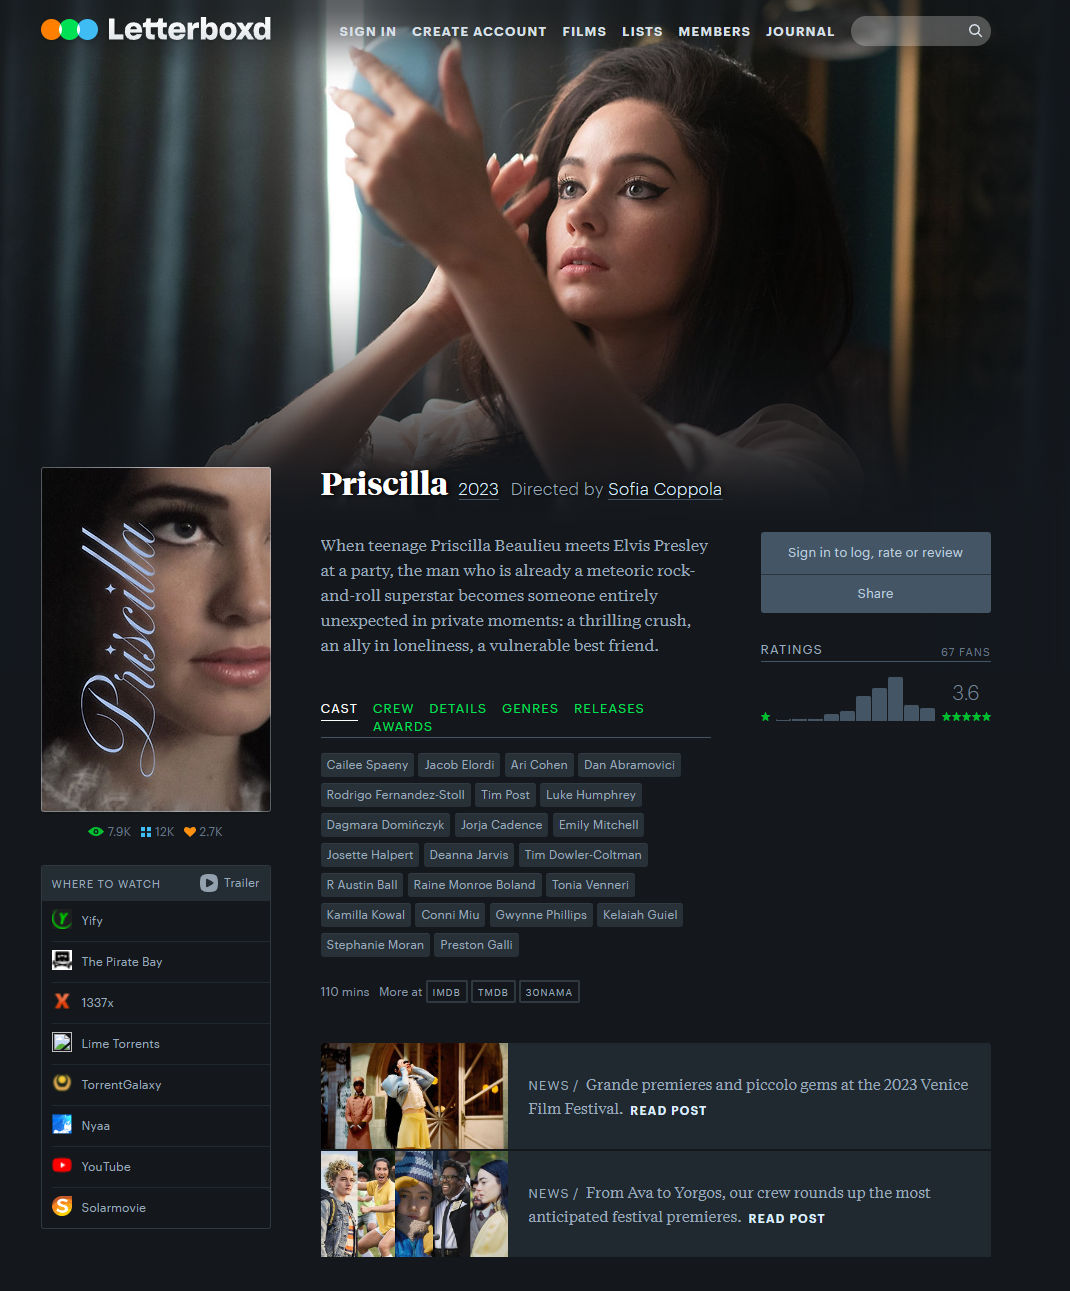 Letterboxd
SIGN IN CREATE ACCOUNT FILMS LISTS MEMBERS JOURNAL
Priscilla 2023 Directed by Sofia Coppola
Priscilla
When teenage Priscilla Beaulieu meets Elvis Presley
at a party, the man who is already a meteoric rock-
and-roll superstar becomes someone entirely
unexpected in private moments: a thrilling crush,
an ally in loneliness, a vulnerable best friend.
Sign in to log, rate or review
Share
RATINGS 67 FANS
3.6
CAST CREW DETAILS GENRES RELEASES
AWARDS
Cailee Spaeny Jacob Elordi Ari Cohen Dan Abramovici
Rodrigo Fernandez-Stoll Tim Post Luke Humphrey
Dagmara Domińczyk Jorja Cadence Emily Mitchell
Josette Halpert Deanna Jarvis Tim Dowler-Coltman
R Austin Ball Raine Monroe Boland Tonia Venneri
Kamilla Kowal Conni Miu Gwynne Phillips Kelaiah Guiel
Stephanie Moran Preston Galli
110 mins More at IMDB TMDB 3ONAMA
7.9K 12K 2.7K
WHERE TO WATCH Trailer
Yify
The Pirate Bay
1337x
Lime Torrents
TorrentGalaxy
Nyaa
YouTube
Solarmovie
NEWS / Grande premieres and piccolo gems at the 2023 Venice
Film Festival. READ POST
NEWS / From Ava to Yorgos, our crew rounds up the most
anticipated festival premieres. READ POST